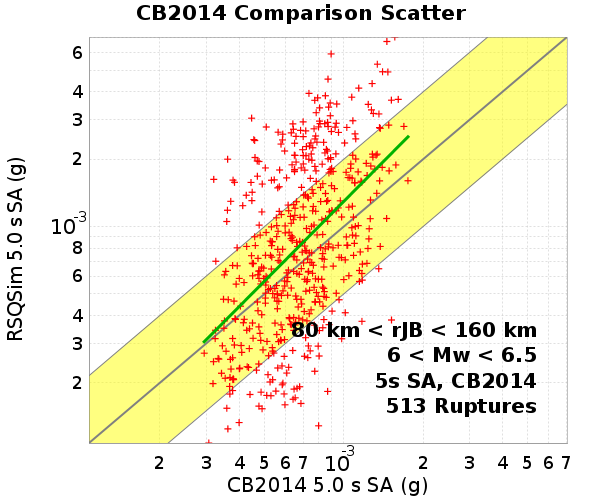 CB2014 Comparison Scatter
RSQSim 5.0 s SA (g)
6
4
3
2
10⁻³
8
6
4
3
2
80 km < rJB < 160 km
6 < Mw < 6.5
5s SA, CB2014
513 Ruptures
2 3 4 5 6 7 10⁻³ 2 3 4 5 6 7
CB2014 5.0 s SA (g)